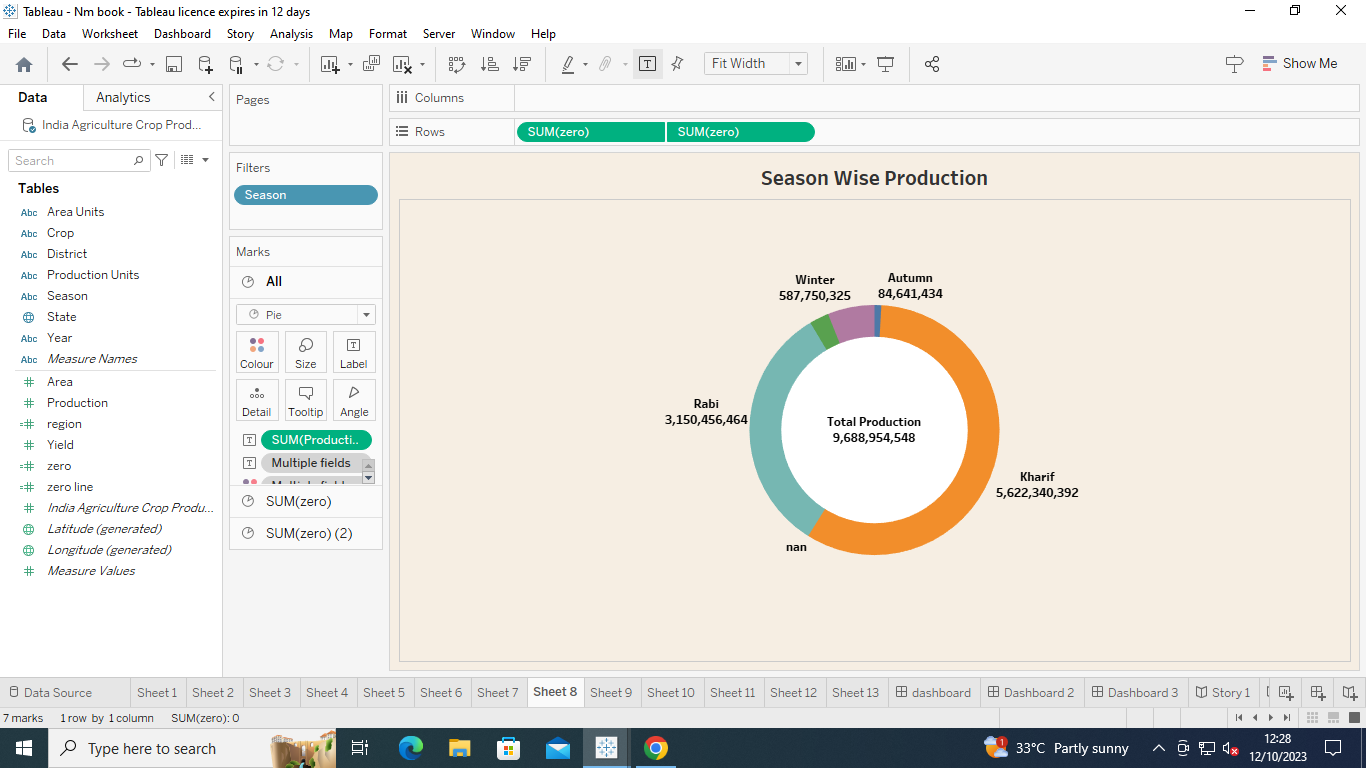 Tableau - Nm book - Tableau licence expires in 12 days
File Data Worksheet Dashboard Story Analysis Map Format Server Window Help
Fit Width
Show Me
Data Analytics
India Agriculture Crop Prod...
Search
Tables
Abc Area Units
Abc Crop
Abc District
Abc Production Units
Abc Season
State
Abc Year
Abc Measure Names
Area
Production
region
Yield
zero
zero line
India Agriculture Crop Produ...
Latitude (generated)
Longitude (generated)
Measure Values
Pages
Filters
Season
Marks
All
Pie
Colour Size Label
Detail Tooltip Angle
SUM(Producti..
Multiple fields
SUM(zero)
SUM(zero) (2)
Columns
Rows SUM(zero) SUM(zero)
Season Wise Production
Winter
587,750,325
Autumn
84,641,434
Rabi
3,150,456,464
Total Production
9,688,954,548
Kharif
5,622,340,392
nan
Data Source Sheet 1 Sheet 2 Sheet 3 Sheet 4 Sheet 5 Sheet 6 Sheet 7 Sheet 8 Sheet 9 Sheet 10 Sheet 11 Sheet 12 Sheet 13 dashboard Dashboard 2 Dashboard 3 Story 1
7 marks 1 row by 1 column SUM(zero): 0
Type here to search
1
33°C Partly sunny
12:28
12/10/2023